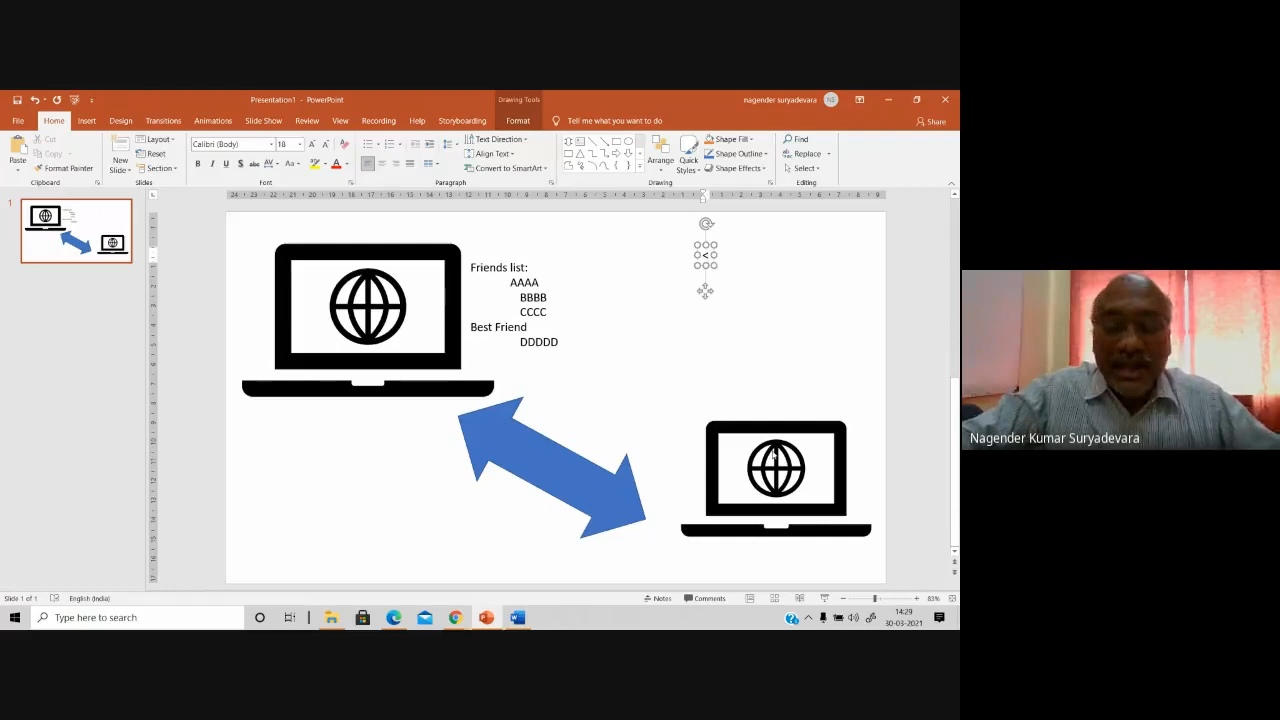 Presentation1 - PowerPoint
Drawing Tools
nagender suryadevara
NS
File
Home
Insert
Design
Transitions
Animations
Slide Show
Review
View
Recording
Help
Storyboarding
Format
Tell me what you want to do
Share
Paste
Cut
Copy
Format Painter
Clipboard
New
Slide
Layout
Reset
Section
Slides
Calibri (Body)
18
Font
Text Direction
Align Text
Convert to SmartArt
Paragraph
Arrange
Quick
Styles
Shape Fill
Shape Outline
Shape Effects
Drawing
Find
Replace
Select
Editing
1
Friends list:
AAAA
BBBB
CCCC
Best Friend
DDDDD
<
Nagender Kumar Suryadevara
Slide 1 of 1
English (India)
Notes
Comments
83%
Type here to search
14:29
30-03-2021